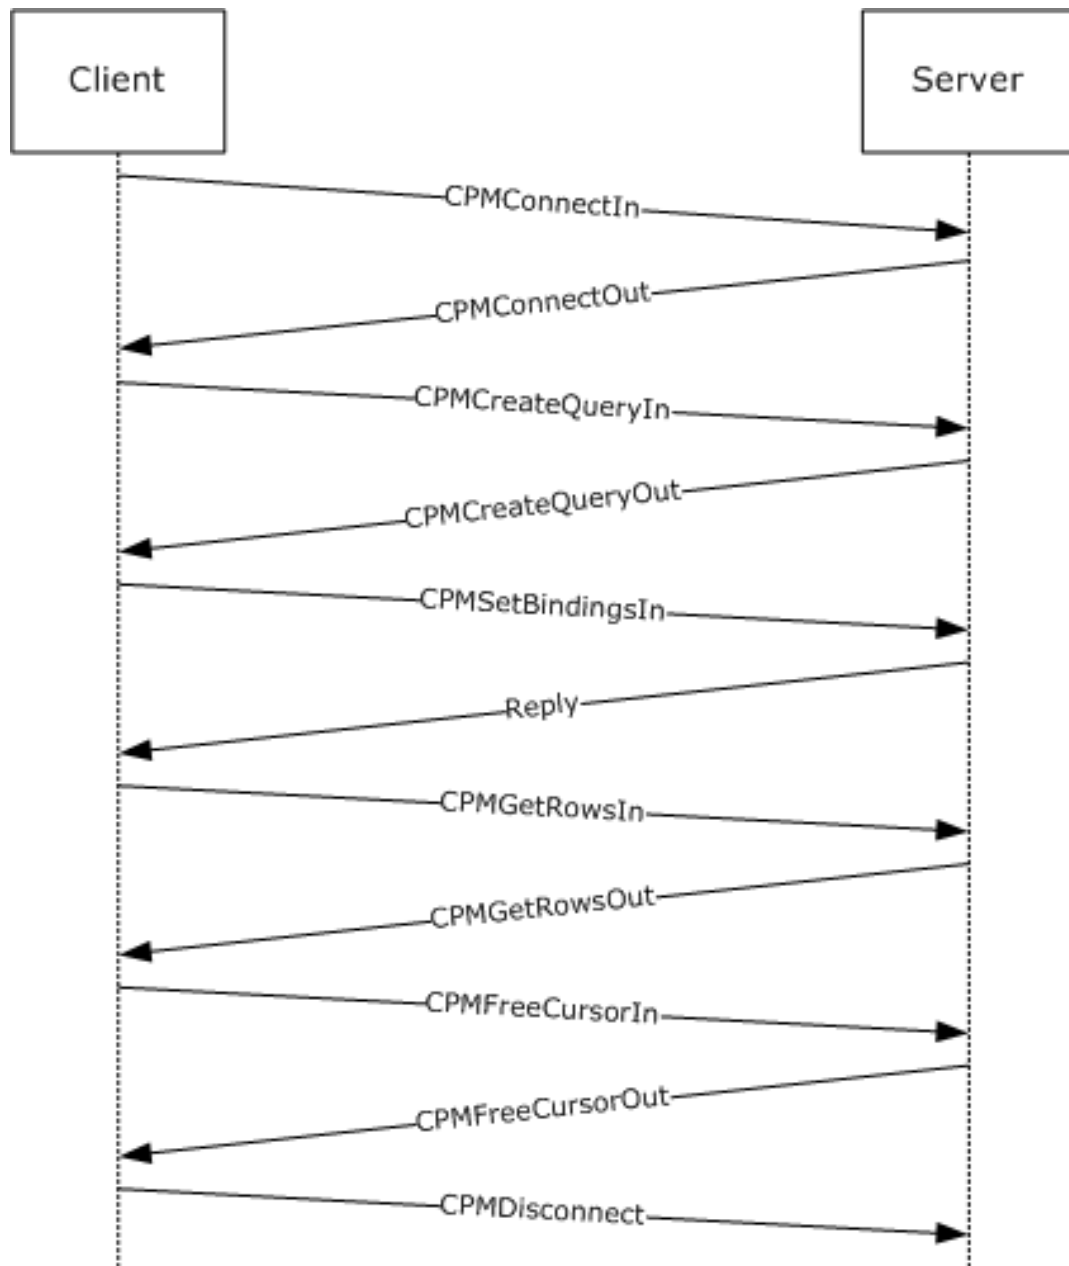 Client
Server
CPMConnectIn
CPMConnectOut
CPMCreateQueryIn
CPMCreateQueryOut
CPMSetBindingsIn
Reply
CPMGetRowsIn
CPMGetRowsOut
CPMFreeCursorIn
CPMFreeCursorOut
CPMDisconnect